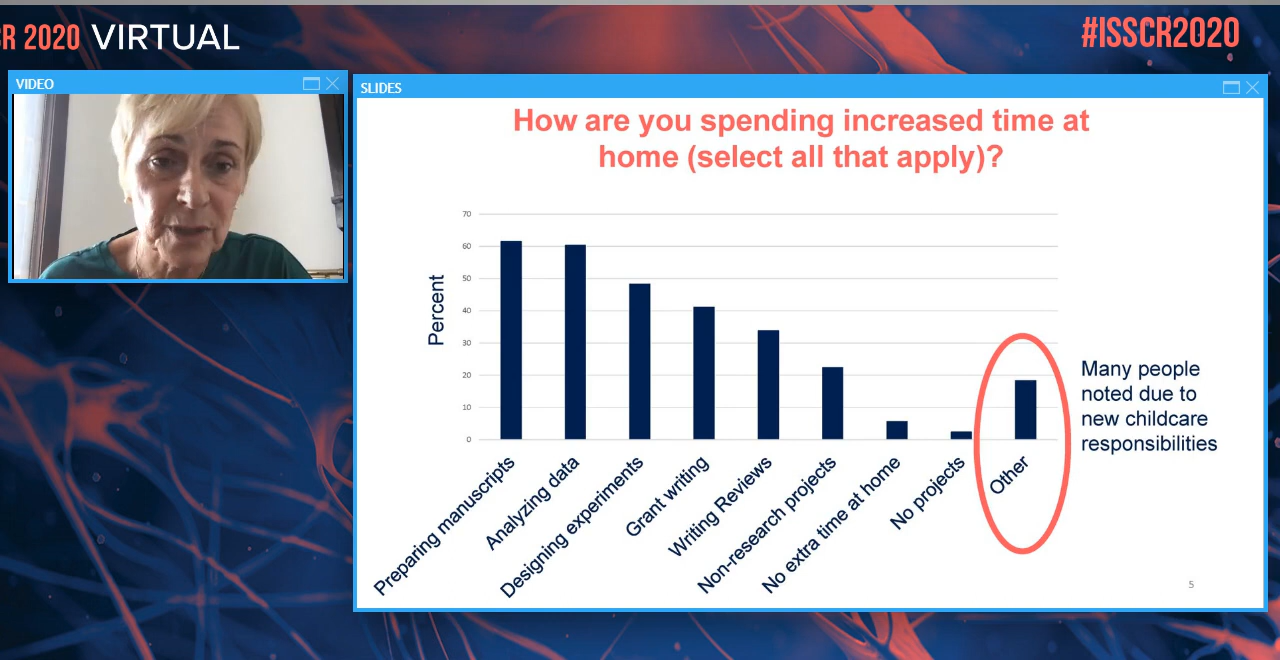 R 2020 VIRTUAL
#ISSCR2020
VIDEO
SLIDES
How are you spending increased time at
home (select all that apply)?
Percent
70
60
50
40
30
20
10
0
Preparing manuscripts
Analyzing data
Designing experiments
Grant writing
Writing Reviews
Non-research projects
No extra time at home
No projects
Other
Many people
noted due to
new childcare
responsibilities
5